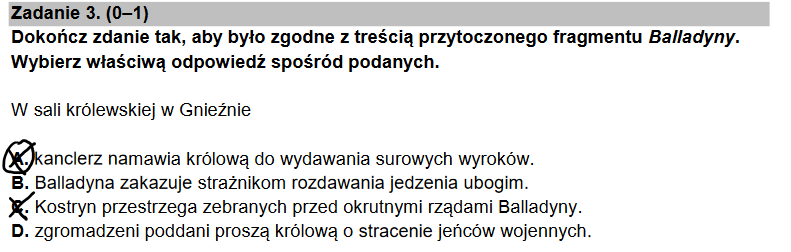 Zadanie 3. (0–1)
Dokończ zdanie tak, aby było zgodne z treścią przytoczonego fragmentu Balladyny.
Wybierz właściwą odpowiedź spośród podanych.
W sali królewskiej w Gnieźnie
A. kanclerz namawia królową do wydawania surowych wyroków.
B. Balladyna zakazuje strażnikom rozdawania jedzenia ubogim.
C. Kostryn przestrzega zebranych przed okrutnymi rządami Balladyny.
D. zgromadzeni poddani proszą królową o stracenie jeńców wojennych.